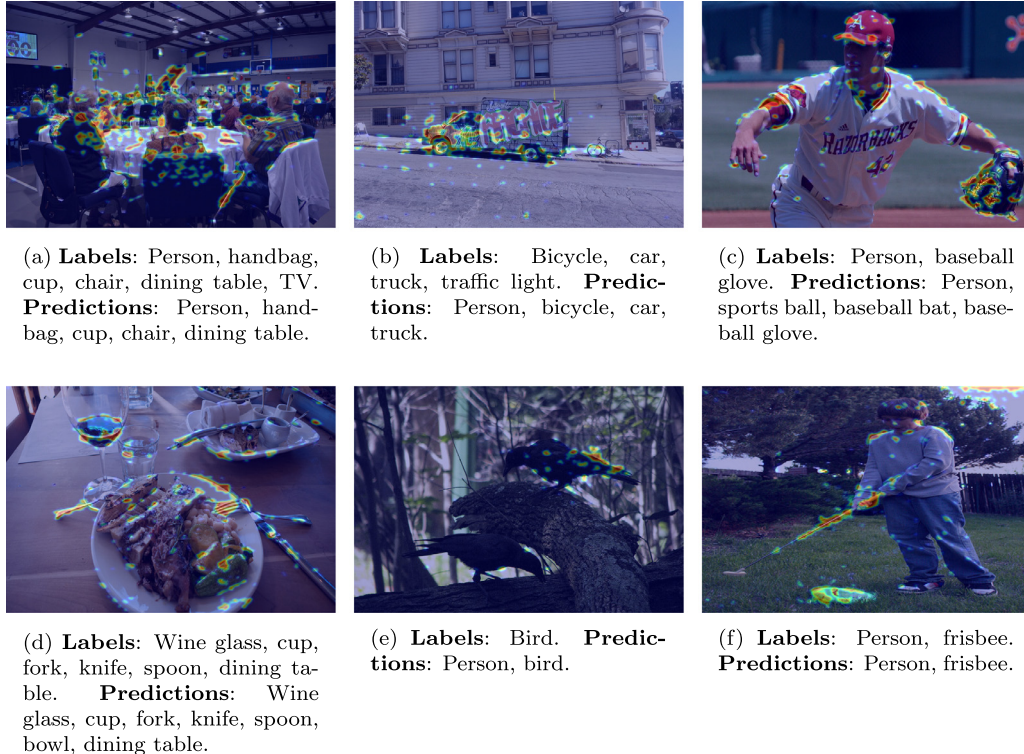 A
RAZORBACKS
(a) Labels: Person, handbag,
cup, chair, dining table, TV.
Predictions: Person, hand-
bag, cup, chair, dining table.
(b) Labels: Bicycle, car,
truck, traffic light. Predic-
tions: Person, bicycle, car,
truck.
(c) Labels: Person, baseball
glove. Predictions: Person,
sports ball, baseball bat, base-
ball glove.
(d) Labels: Wine glass, cup,
fork, knife, spoon, dining ta-
ble. Predictions: Wine
glass, cup, fork, knife, spoon,
bowl, dining table.
(e) Labels: Bird. Predic-
tions: Person, bird.
(f) Labels: Person, frisbee.
Predictions: Person, frisbee.